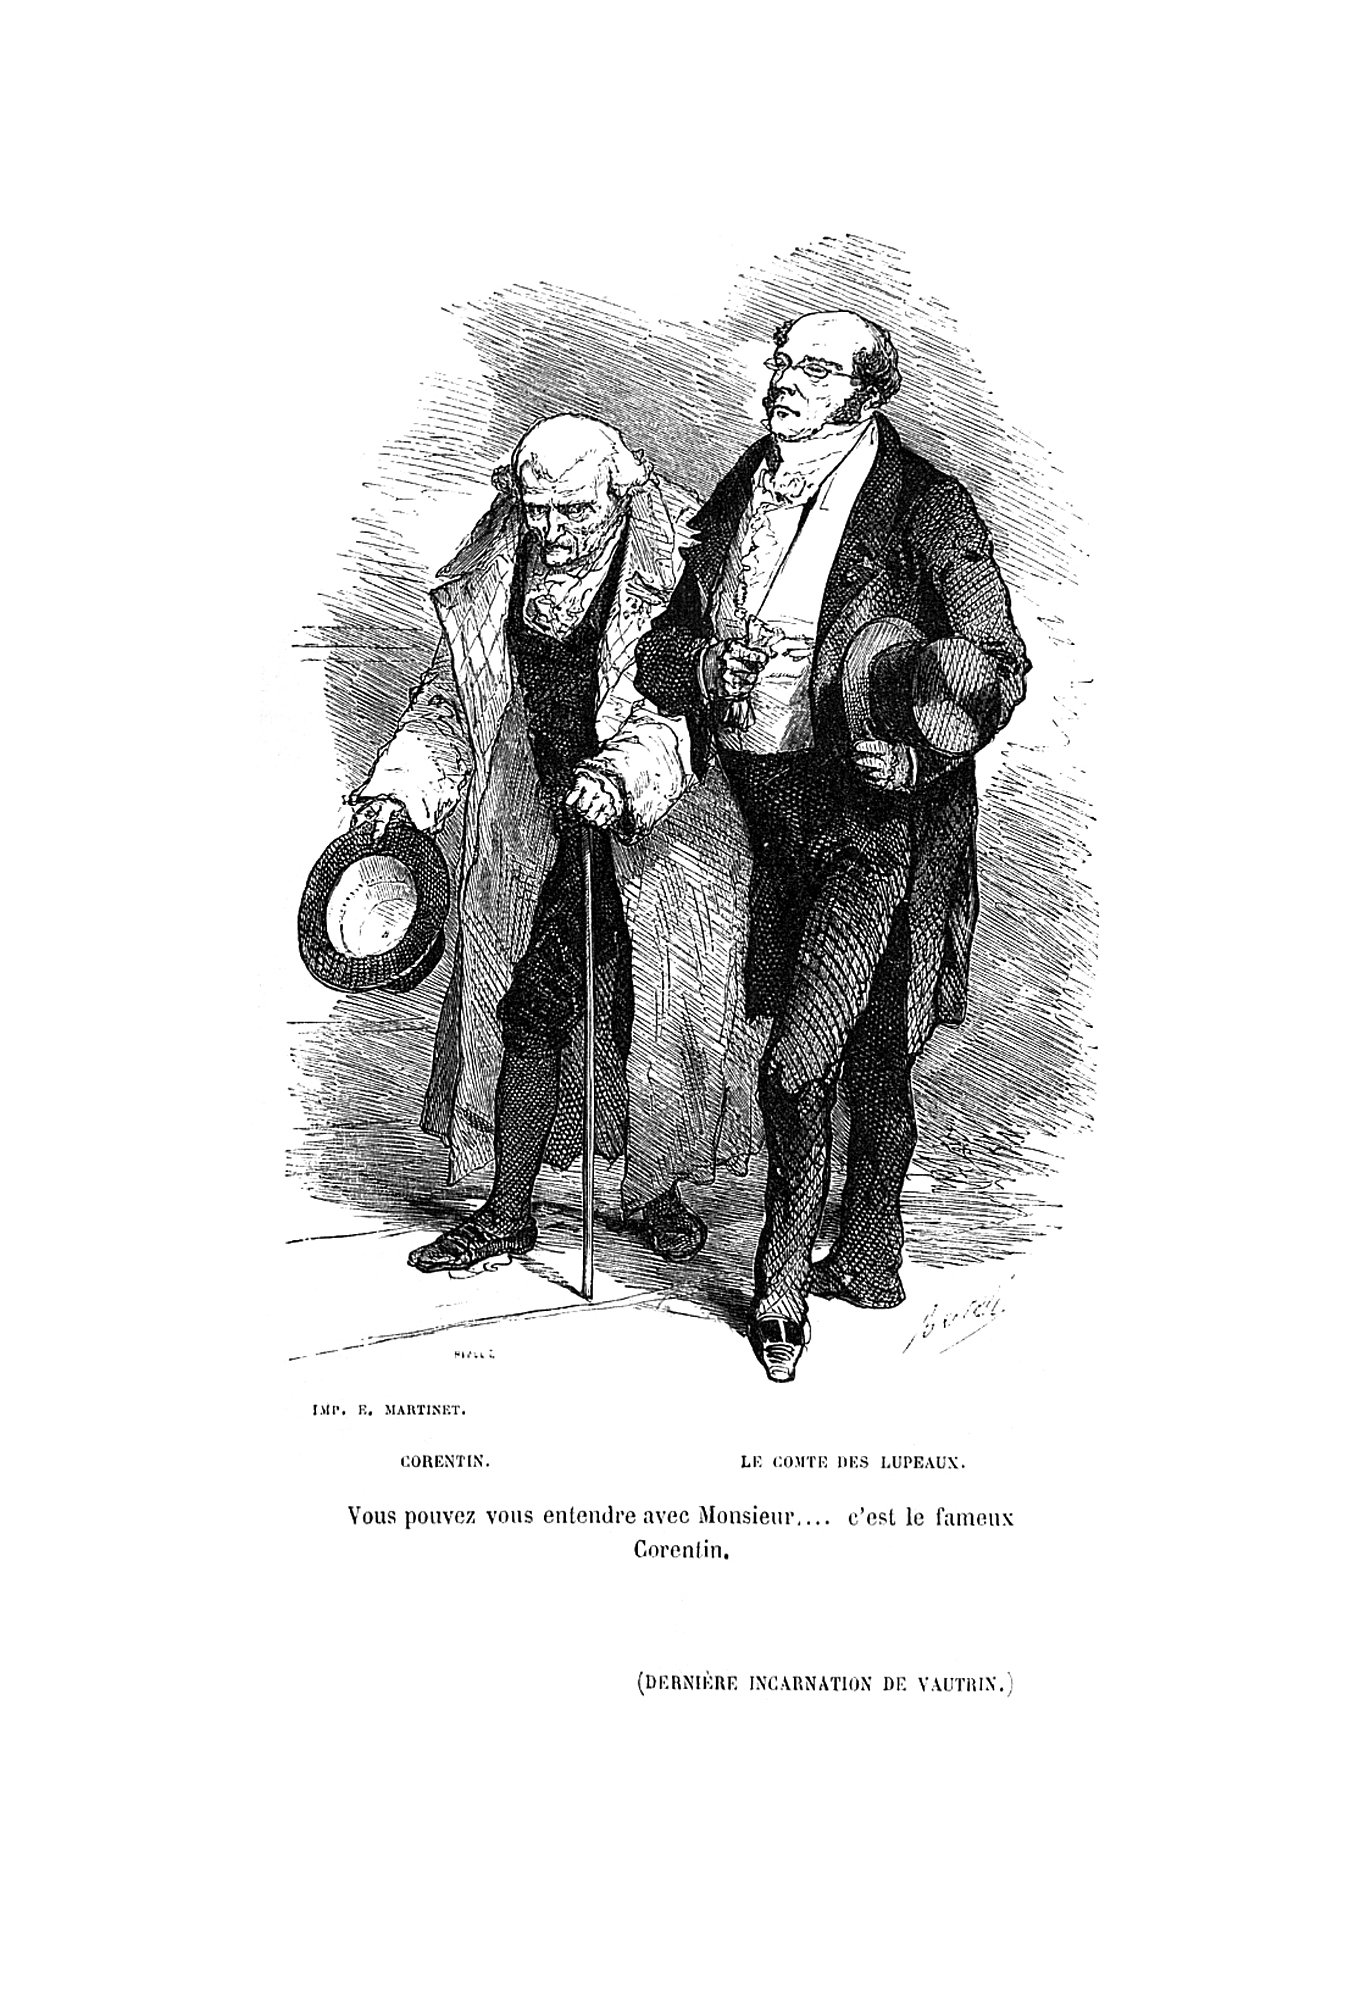 IMP. E. MARTINET.
CORENTIN. LE COMTE DES LUPEAUX.
Vous pouvez vous entendre avec Monsieur.... c'est le fameux
Corentin.
(DERNIÈRE INCARNATION DE VAUTRIN.)